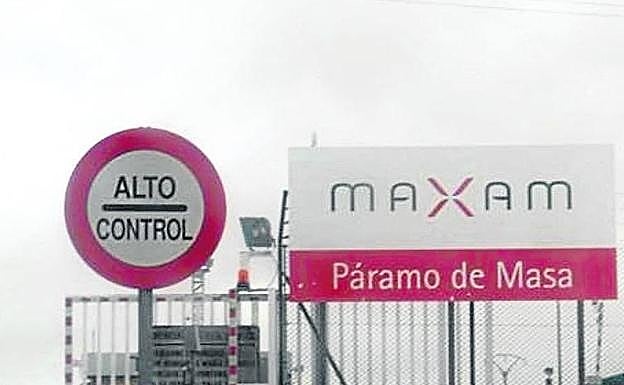 ALTO
CONTROL
maXam
Páramo de Masa